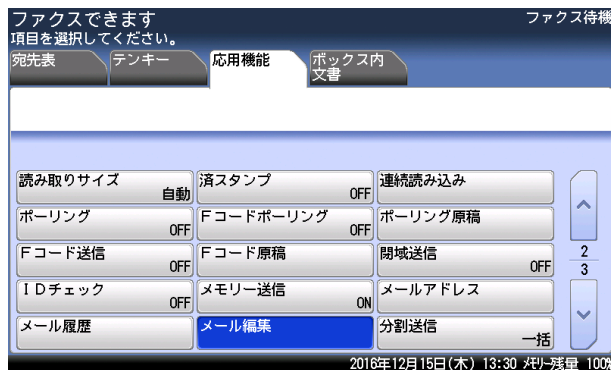 ファクスできます
ファクス待機
項目を選択してください。
宛先表
テンキー
応用機能
ボックス内
文書
読み取りサイズ
自動
済スタンプ
OFF
連続読み込み
ポーリング
OFF
Fコードポーリング
OFF
ポーリング原稿
Fコード送信
OFF
Fコード原稿
閉域送信
OFF
2
3
IDチェック
OFF
メモリー送信
ON
メールアドレス
メール履歴
メール編集
分割送信
一括
2016年12月15日(木) 13:30 ﾒﾓﾘｰ残量 100%